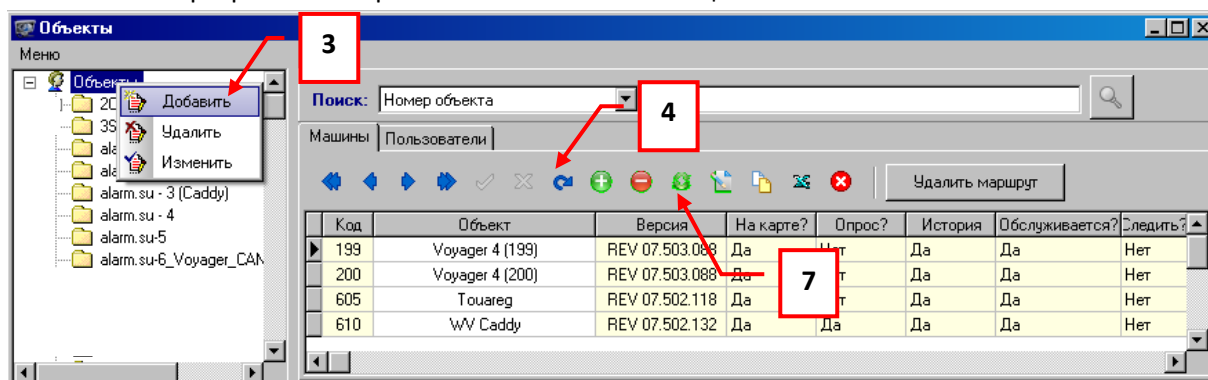 Объекты
Меню
Объекты
Добавить
Удалить
Изменить
alarm.su - 3 (Caddy)
alarm.su - 4
alarm.su-5
alarm.su-6_Voyager_CAN
3
Поиск: Номер объекта
4
Машины Пользователи
Удалить маршрут
Код Объект Версия На карте? Опрос? История Обслуживается? Следить?
199 Voyager 4 (199) REV 07.503.088 Да Нет Да Да Нет
200 Voyager 4 (200) REV 07.503.088 Да Да Да Нет
605 Touareg REV 07.502.118 Да Да Да Нет
610 WV Caddy REV 07.502.132 Да Да Да Да Нет
7